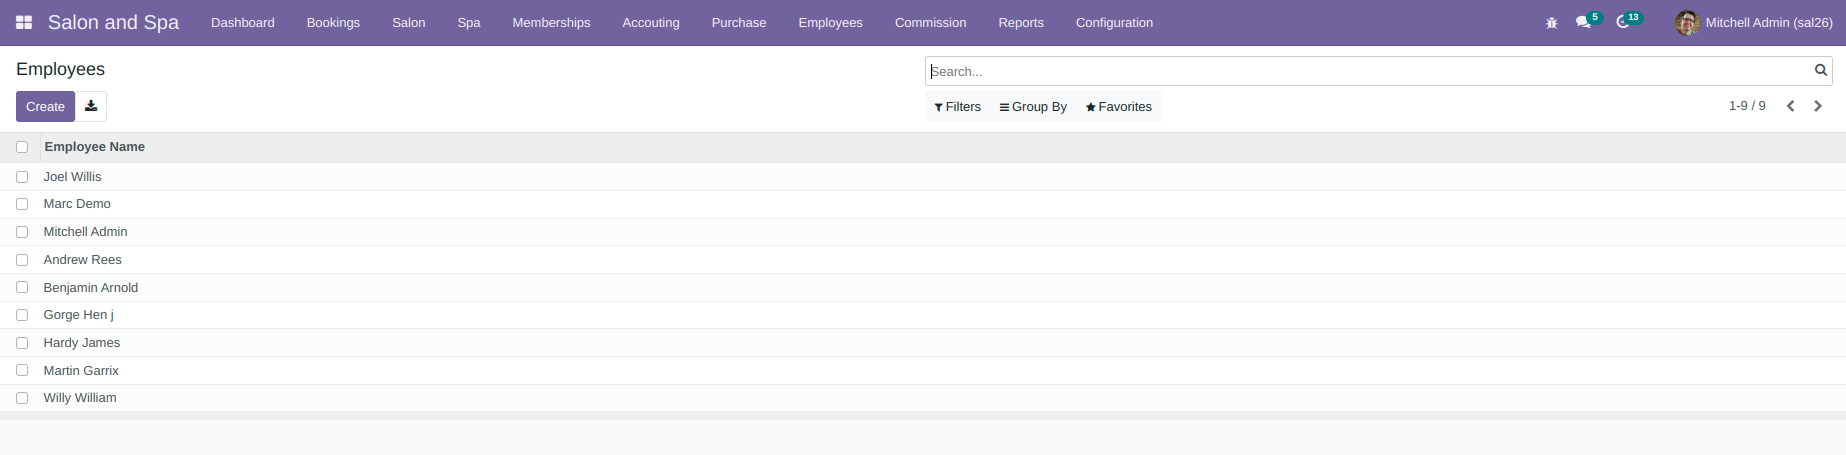 Salon and Spa Dashboard Bookings Salon Spa Memberships Accouting Purchase Employees Commission Reports Configuration 5 13 Mitchell Admin (sal26)
Employees Search...
Create Filters Group By Favorites 1-9 / 9
Employee Name
Joel Willis
Marc Demo
Mitchell Admin
Andrew Rees
Benjamin Arnold
Gorge Hen j
Hardy James
Martin Garrix
Willy William